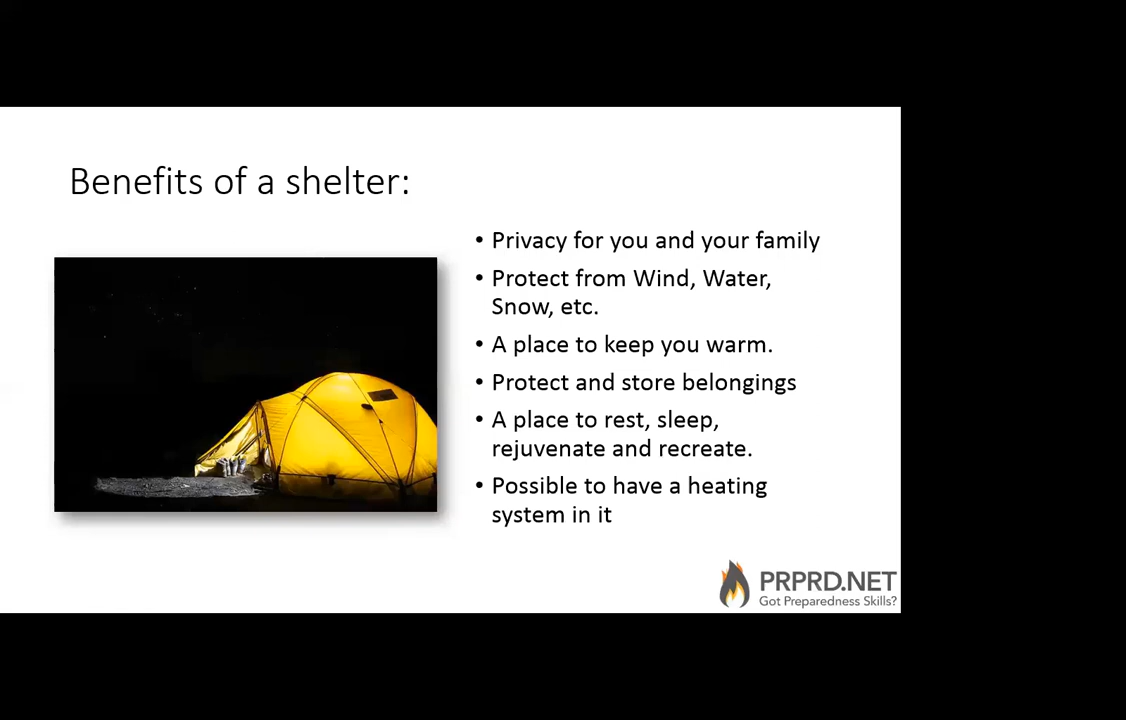 Benefits of a shelter:
• Privacy for you and your family
• Protect from Wind, Water,
Snow, etc.
• A place to keep you warm.
• Protect and store belongings
• A place to rest, sleep,
rejuvenate and recreate.
• Possible to have a heating
system in it
PRPRD.NET
Got Preparedness Skills?